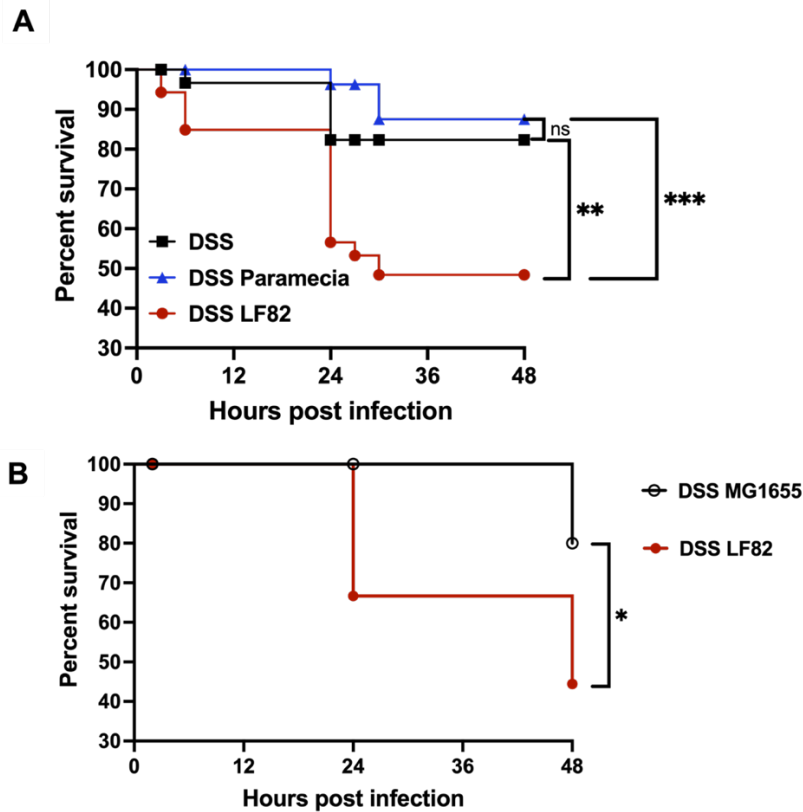 A
Percent survival
100
90
80
70
60
50
40
30
DSS
DSS Paramecia
DSS LF82
ns
**
***
0 12 24 36 48
Hours post infection
B
Percent survival
100
90
80
70
60
50
40
30
DSS MG1655
DSS LF82
*
0 12 24 36 48
Hours post infection